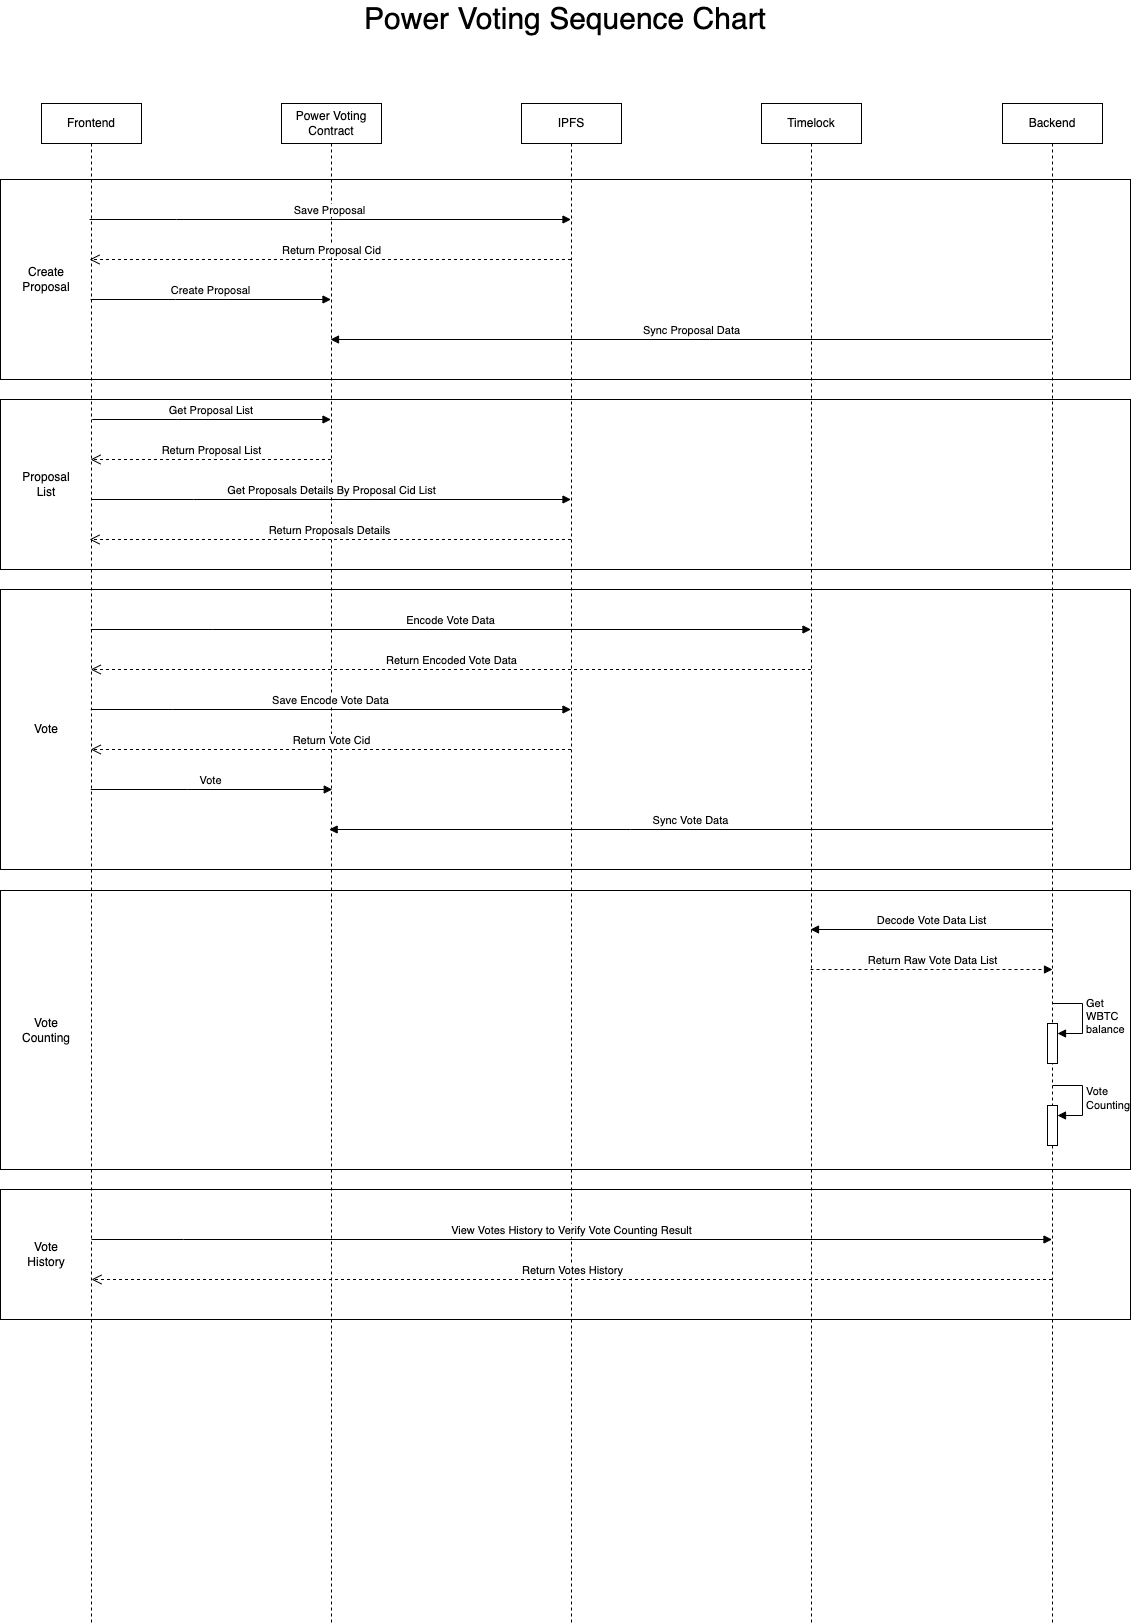 Power Voting Sequence Chart
Frontend
Power Voting
Contract
IPFS
Timelock
Backend
Create
Proposal
Save Proposal
Return Proposal Cid
Create Proposal
Sync Proposal Data
Proposal
List
Get Proposal List
Return Proposal List
Get Proposals Details By Proposal Cid List
Return Proposals Details
Vote
Encode Vote Data
Return Encoded Vote Data
Save Encode Vote Data
Return Vote Cid
Vote
Sync Vote Data
Vote
Counting
Decode Vote Data List
Return Raw Vote Data List
Get
WBTC
balance
Vote
Counting
Vote
History
View Votes History to Verify Vote Counting Result
Return Votes History